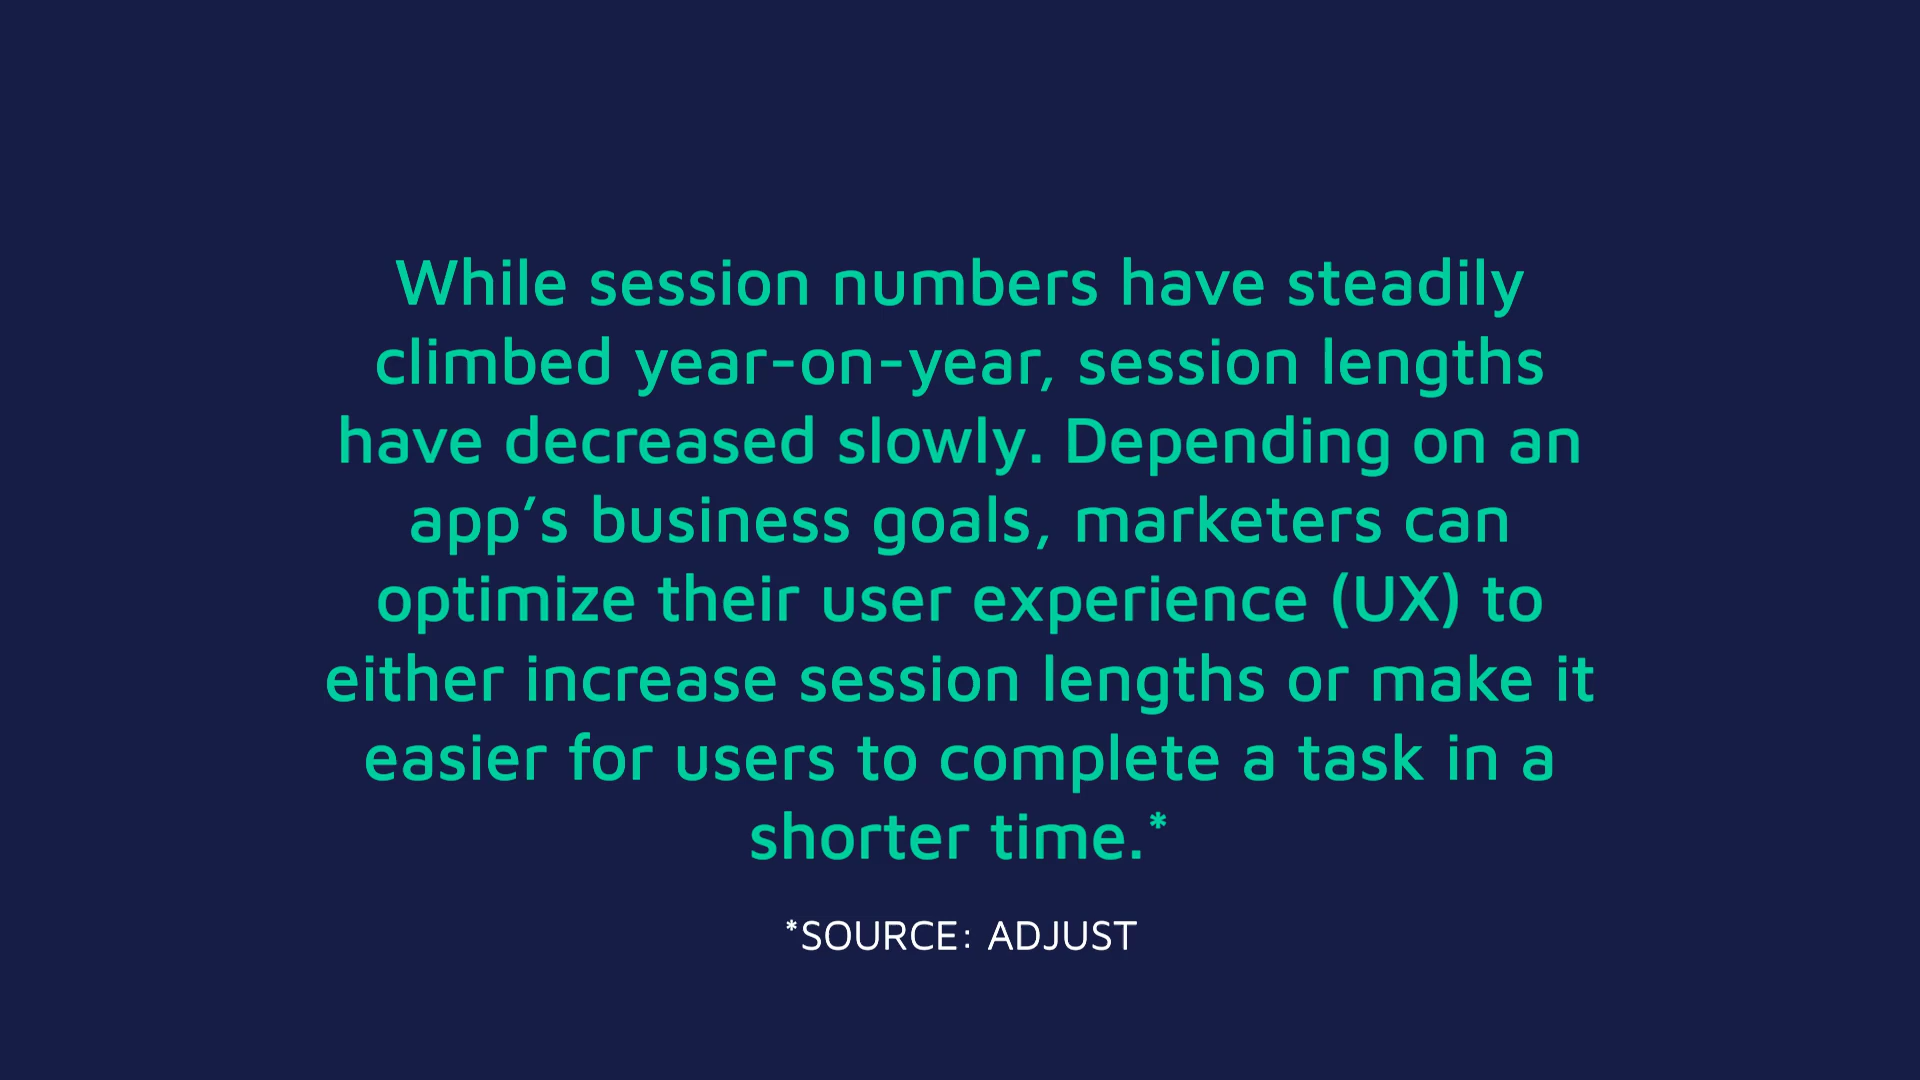 While session numbers have steadily
climbed year-on-year, session lengths
have decreased slowly. Depending on an
app’s business goals, marketers can
optimize their user experience (UX) to
either increase session lengths or make it
easier for users to complete a task in a
shorter time.*
*SOURCE: ADJUST